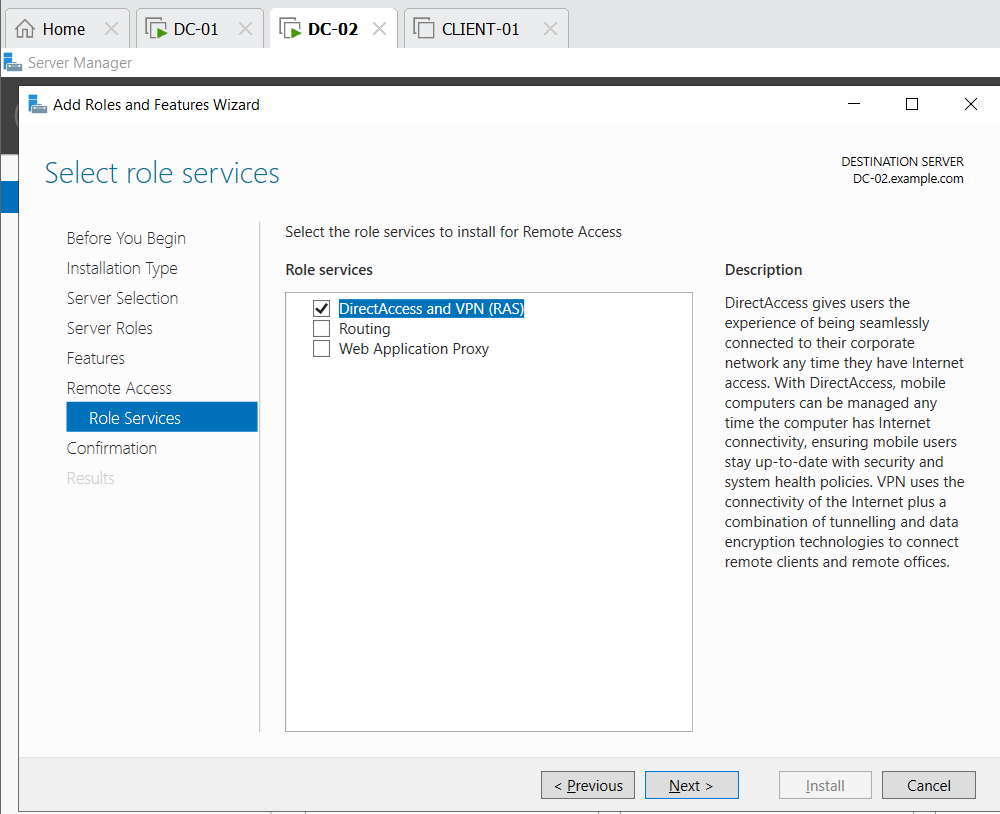 Home
DC-01
DC-02
CLIENT-01
Server Manager
Add Roles and Features Wizard
Select role services
DESTINATION SERVER
DC-02.example.com
Before You Begin
Installation Type
Server Selection
Server Roles
Features
Remote Access
Role Services
Confirmation
Results
Select the role services to install for Remote Access
Role services
DirectAccess and VPN (RAS)
Routing
Web Application Proxy
Description
DirectAccess gives users the
experience of being seamlessly
connected to their corporate
network any time they have Internet
access. With DirectAccess, mobile
computers can be managed any
time the computer has Internet
connectivity, ensuring mobile users
stay up-to-date with security and
system health policies. VPN uses the
connectivity of the Internet plus a
combination of tunnelling and data
encryption technologies to connect
remote clients and remote offices.
< Previous
Next >
Install
Cancel